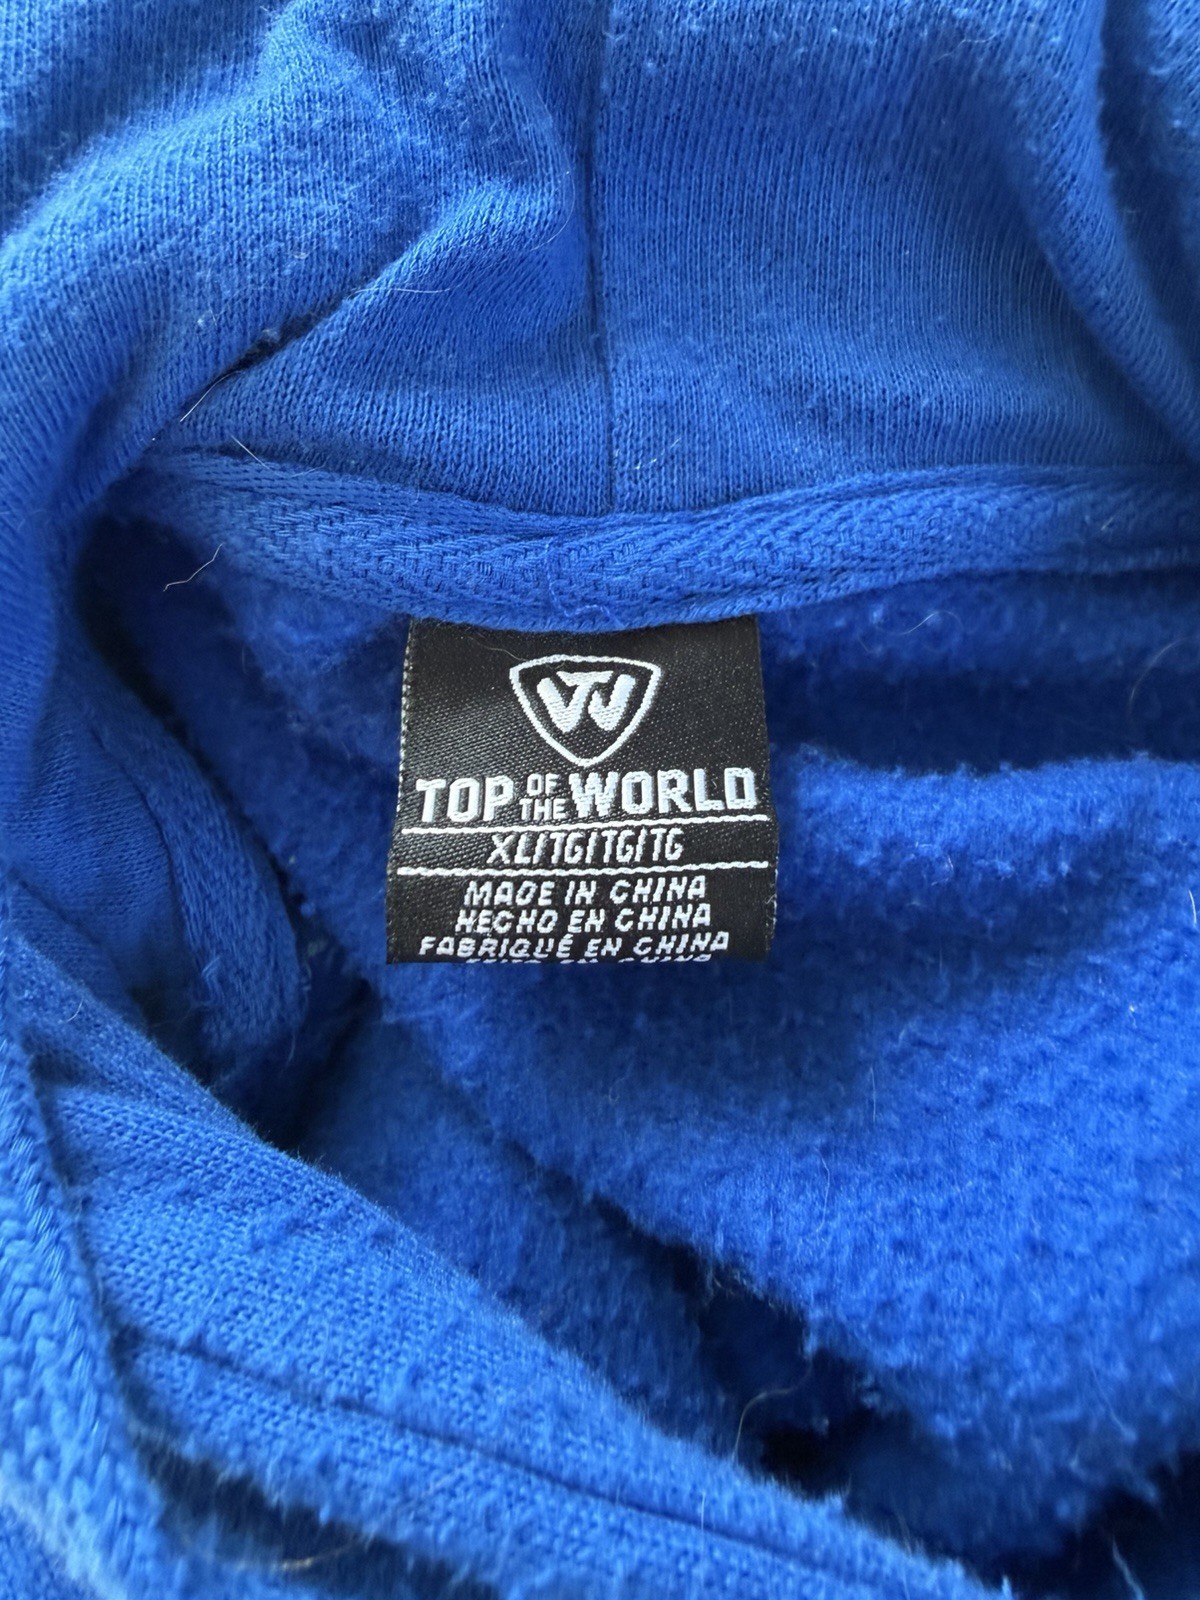 TOP OF THE WORLD
XL/TG/TG/TG
MADE IN CHINA
HECHO EN CHINA
FABRIQUÉ EN CHINA